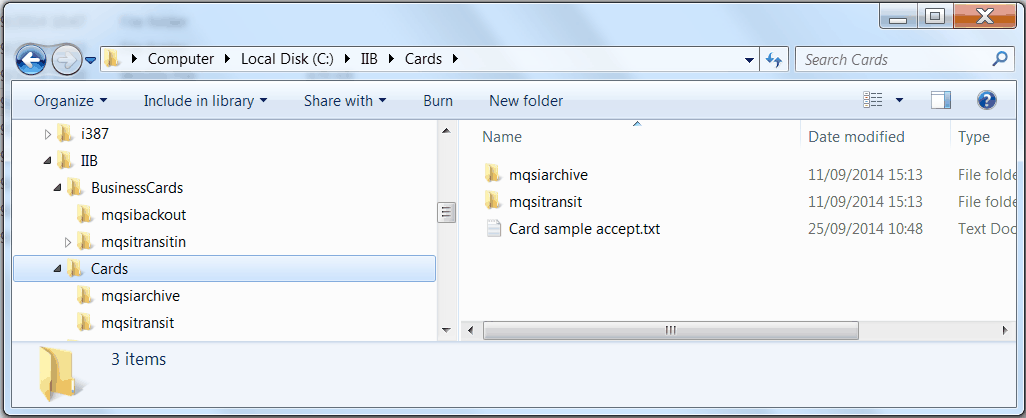 Computer Local Disk (C:) IIB Cards
Search Cards
Organize Include in library Share with Burn New folder
i387
IIB
BusinessCards
mqsibackout
mqsitransitin
Cards
mqsiarchive
mqsitransit
Name Date modified Type
mqsiarchive 11/09/2014 15:13 File folde
mqsitransit 11/09/2014 15:13 File folde
Card sample accept.txt 25/09/2014 10:48 Text Doc
3 items